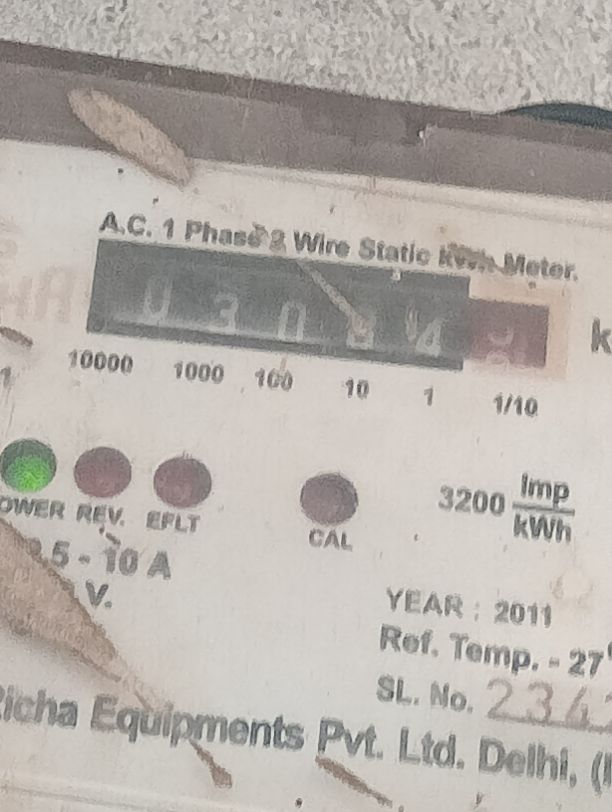 A.C. 1 Phase 2 Wire Static kWh Meter.
0 3 0 8 4
k
10000 1000 100 10 1 1/10
OWER REV. EFLT
CAL
3200 Imp
kWh
.5 - 10 A
V.
YEAR : 2011
Ref. Temp. - 27
SL. No. 234
Richa Equipments Pvt. Ltd. Delhi, (I